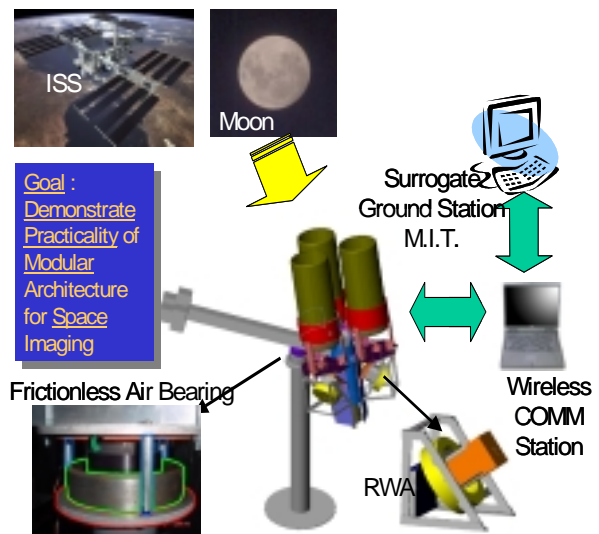 ISS
Moon
Goal :
Demonstrate
Practicality of
Modular
Architecture
for Space
Imaging
Surrogate
Ground Station
M.I.T.
Frictionless Air Bearing
Wireless
COMM
Station
RWA